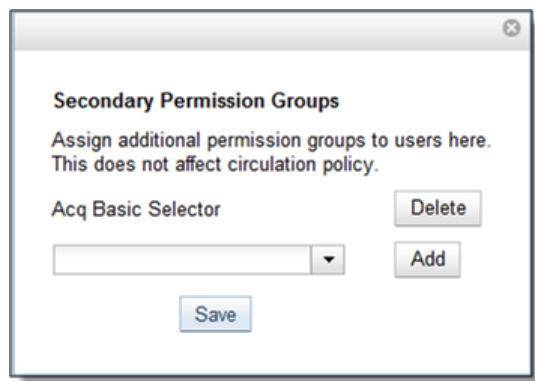 Secondary Permission Groups
Assign additional permission groups to users here.
This does not affect circulation policy.
Acq Basic Selector Delete
Add
Save